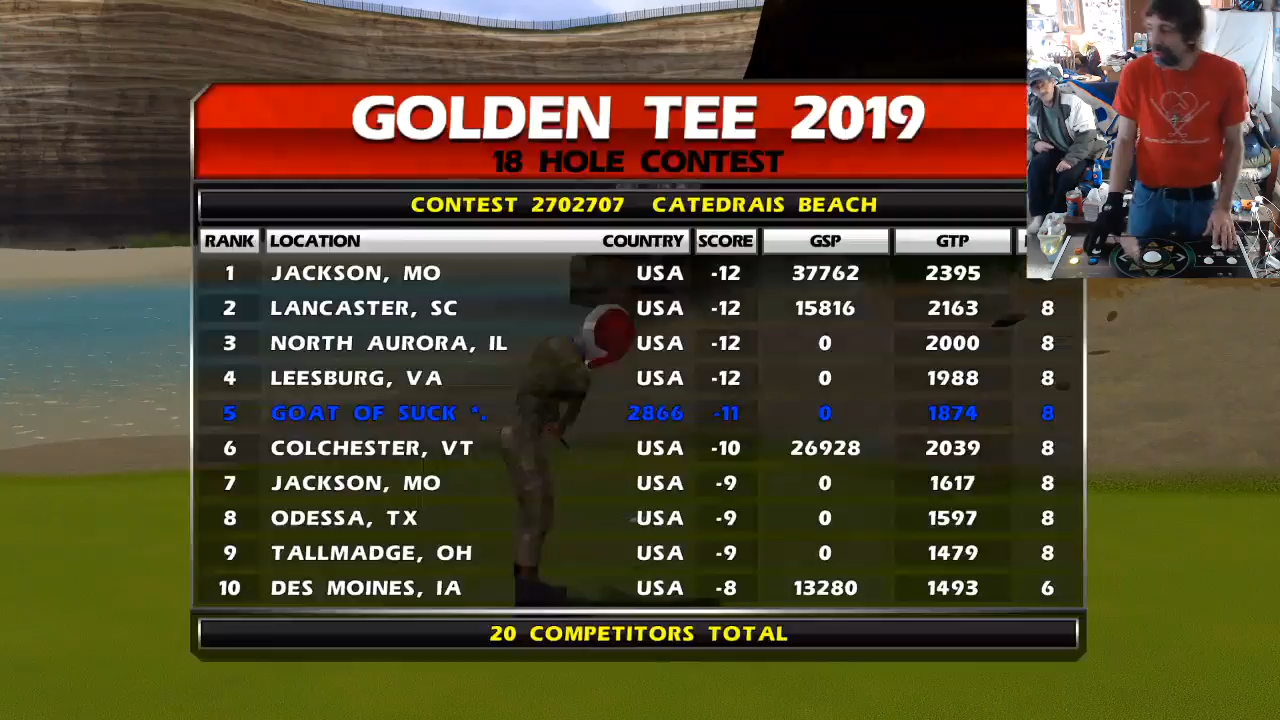 GOLDEN TEE 2019
18 HOLE CONTEST
CONTEST 2702707 CATEDRAIS BEACH
RANK LOCATION COUNTRY SCORE GSP GTP
1 JACKSON, MO USA -12 37762 2395
2 LANCASTER, SC USA -12 15816 2163 8
3 NORTH AURORA, IL USA -12 0 2000 8
4 LEESBURG, VA USA -12 0 1988 8
5 GOAT OF SUCK *. 2866 -11 0 1874 8
6 COLCHESTER, VT USA -10 26928 2039 8
7 JACKSON, MO USA -9 0 1617 8
8 ODESSA, TX USA -9 0 1597 8
9 TALLMADGE, OH USA -9 0 1479 8
10 DES MOINES, IA USA -8 13280 1493 6
20 COMPETITORS TOTAL